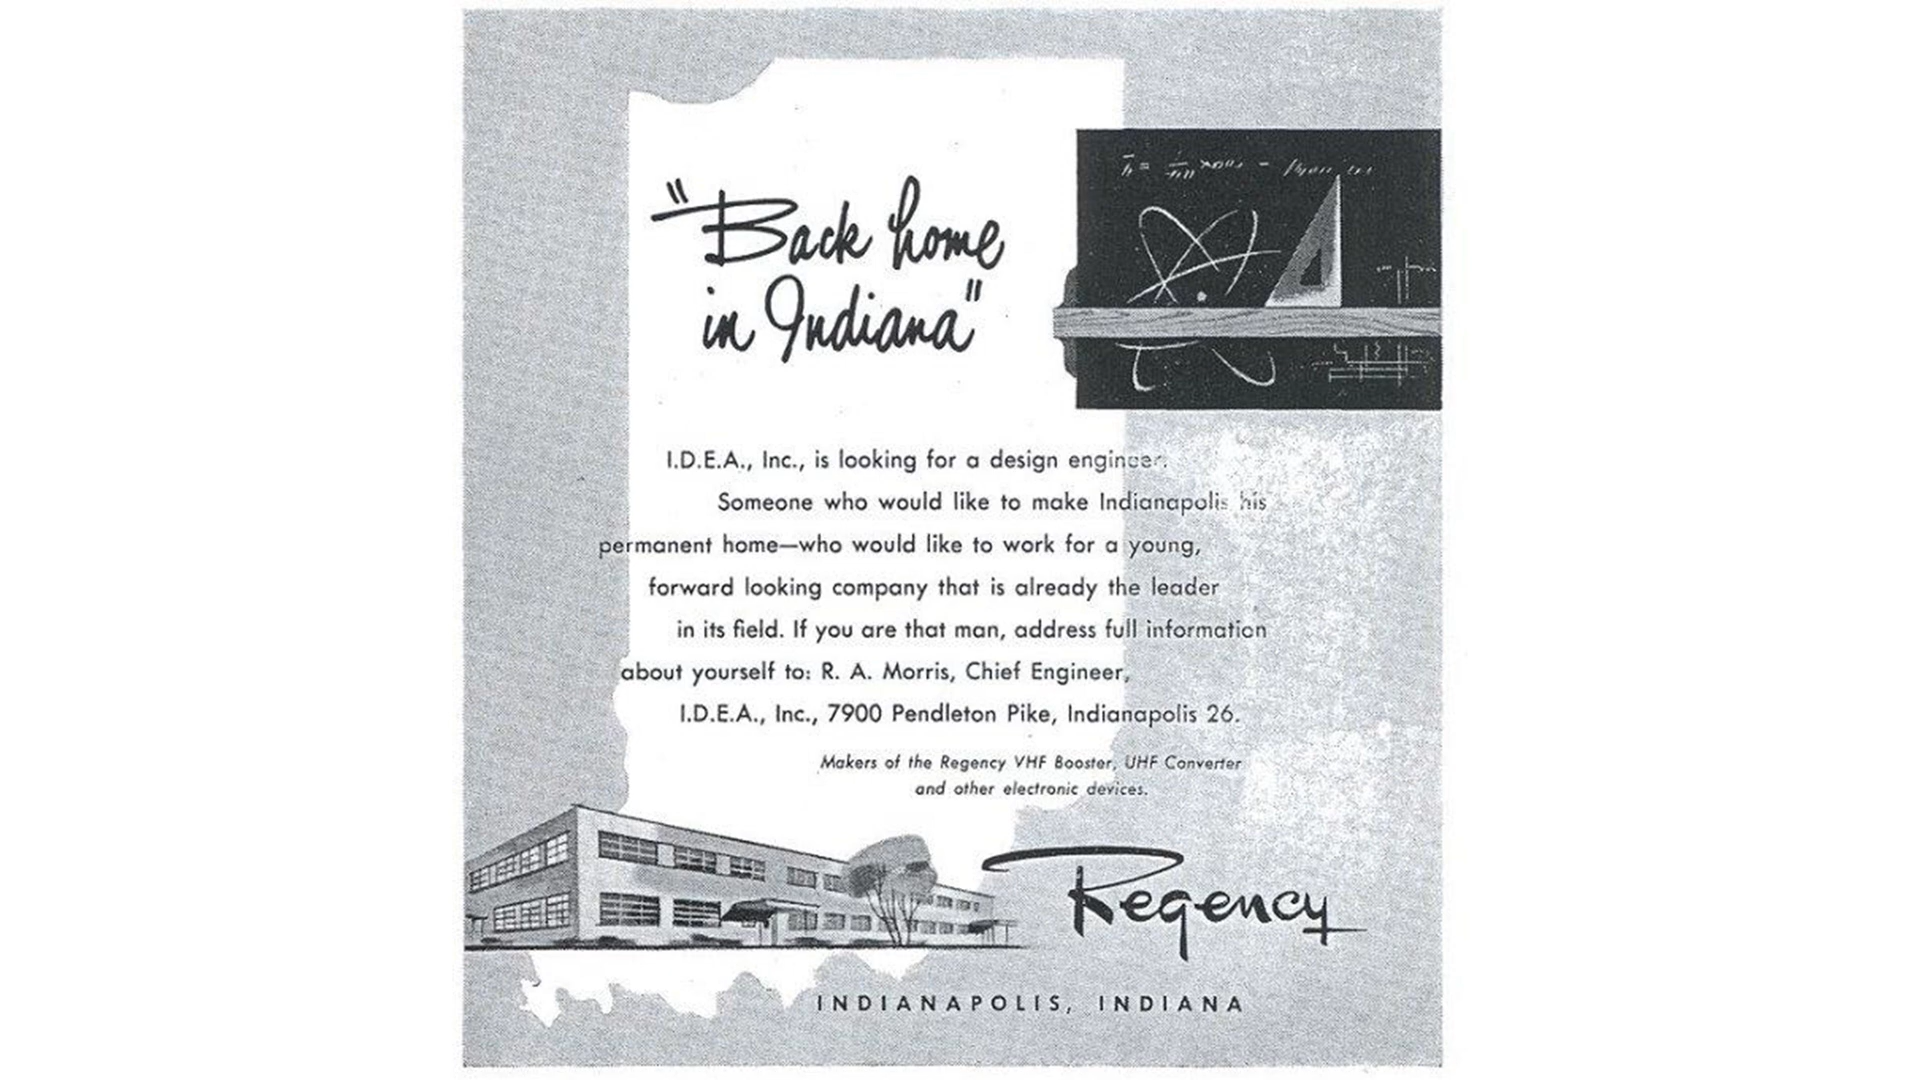 "Back home
in Indiana"
I.D.E.A., Inc., is looking for a design engineer.
Someone who would like to make Indianapolis his
permanent home—who would like to work for a young,
forward looking company that is already the leader
in its field. If you are that man, address full information
about yourself to: R. A. Morris, Chief Engineer,
I.D.E.A., Inc., 7900 Pendleton Pike, Indianapolis 26.
Makers of the Regency VHF Booster, UHF Converter
and other electronic devices.
Regency
INDIANAPOLIS, INDIANA